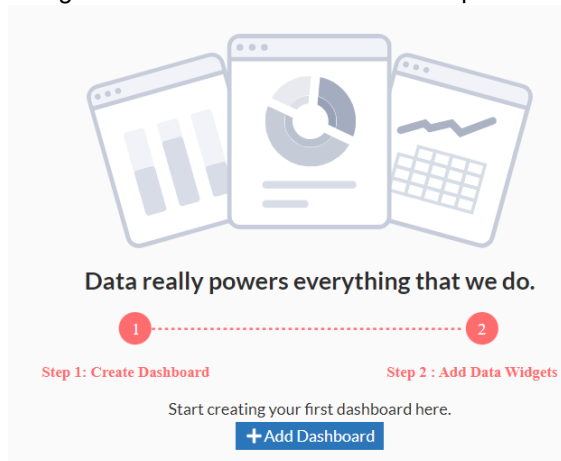 Data really powers everything that we do.
1 2
Step 1: Create Dashboard Step 2 : Add Data Widgets
Start creating your first dashboard here.
+Add Dashboard